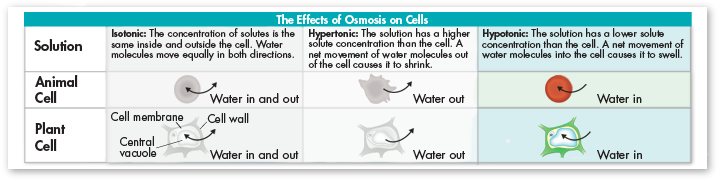 The Effects of Osmosis on Cells
Solution
Isotonic: The concentration of solutes is the
same inside and outside the cell. Water
molecules move equally in both directions.
Hypertonic: The solution has a higher
solute concentration than the cell. A
net movement of water molecules out
of the cell causes it to shrink.
Hypotonic: The solution has a lower solute
concentration than the cell. A net movement of
water molecules into the cell causes it to swell.
Animal
Cell
Water in and out
Water out
Water in
Plant
Cell
Cell membrane
Cell wall
Central
vacuole
Water in and out
Water out
Water in